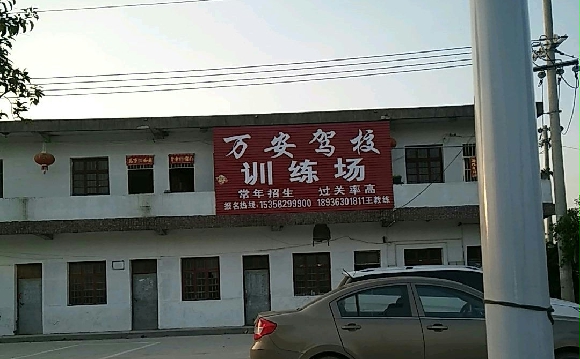 万安驾校
训练场
常年招生 过关率高
报名热线:15358299900 18936301811王教练